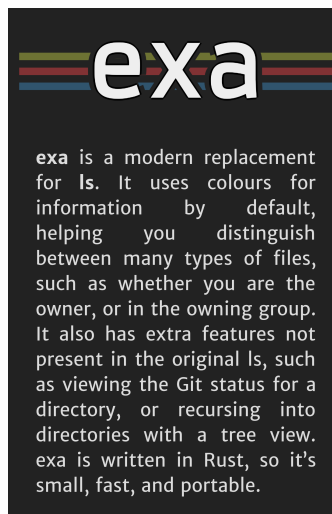 exa
exa is a modern replacement
for ls. It uses colours for
information by default,
helping you distinguish
between many types of files,
such as whether you are the
owner, or in the owning group.
It also has extra features not
present in the original ls, such
as viewing the Git status for a
directory, or recursing into
directories with a tree view.
exa is written in Rust, so it’s
small, fast, and portable.